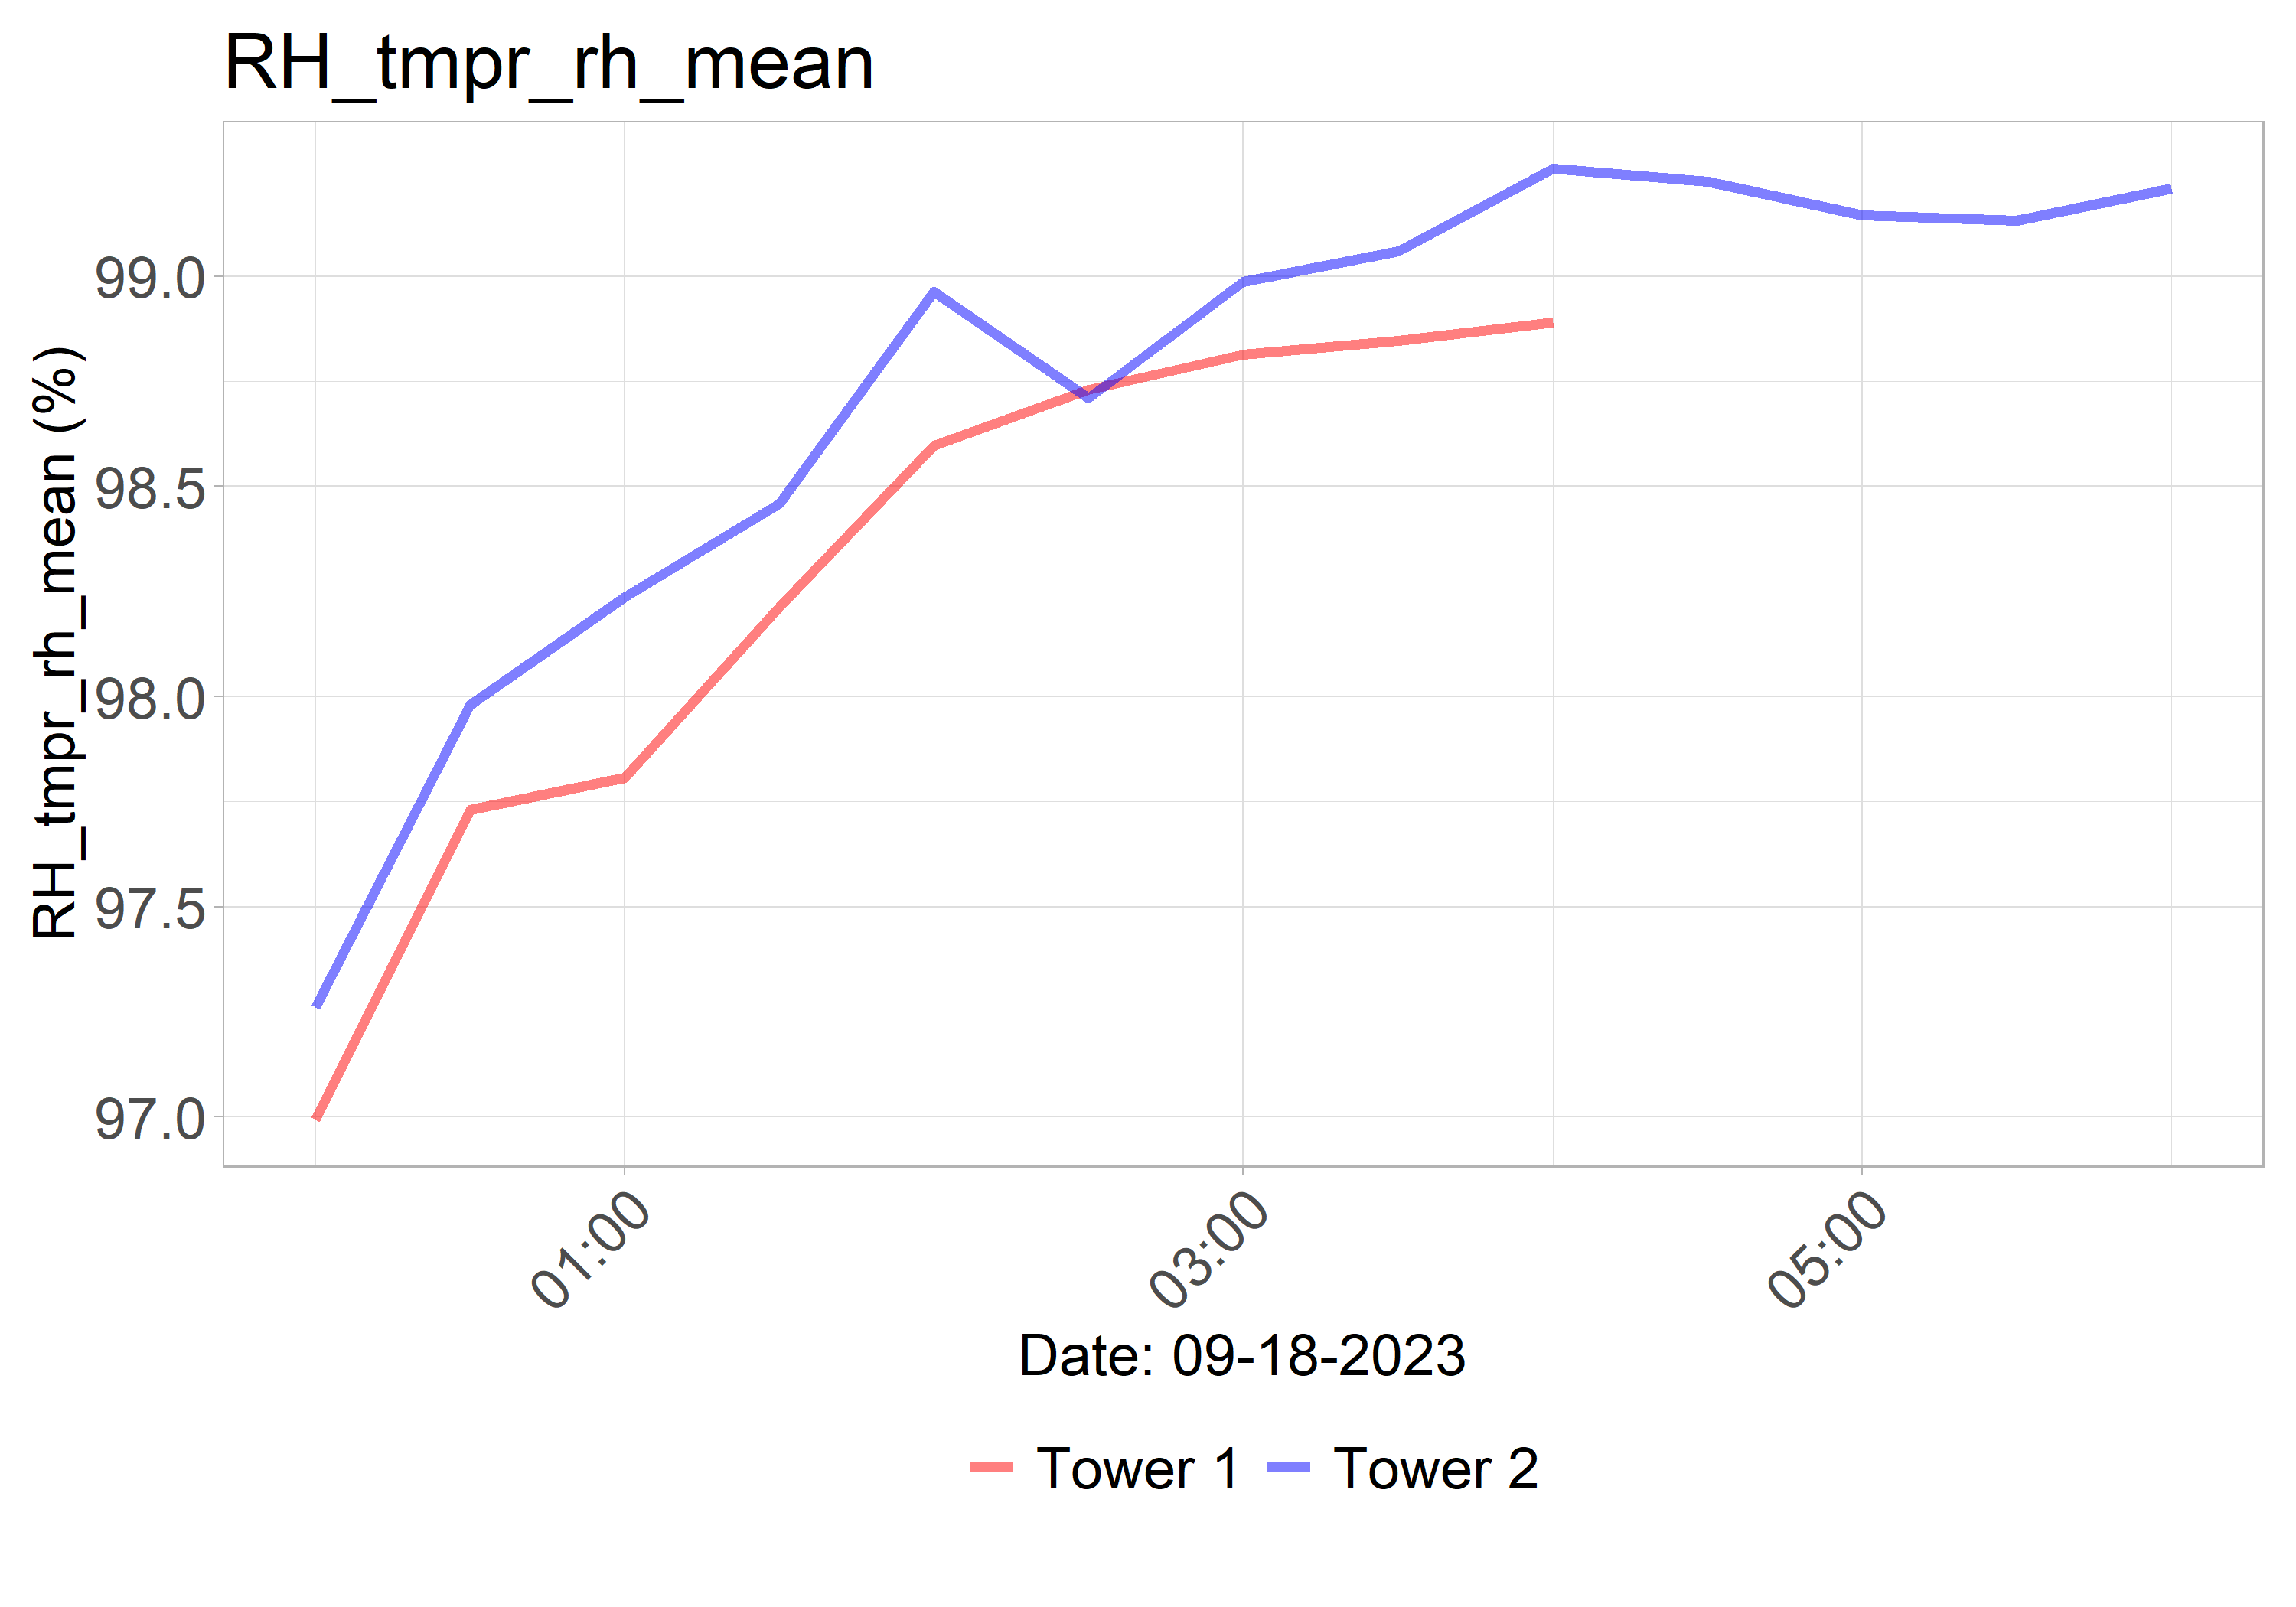 RH_tmpr_rh_mean
RH_tmpr_rh_mean (%)
99.0
98.5
98.0
97.5
97.0
01:00
03:00
05:00
Date: 09-18-2023
Tower 1 Tower 2